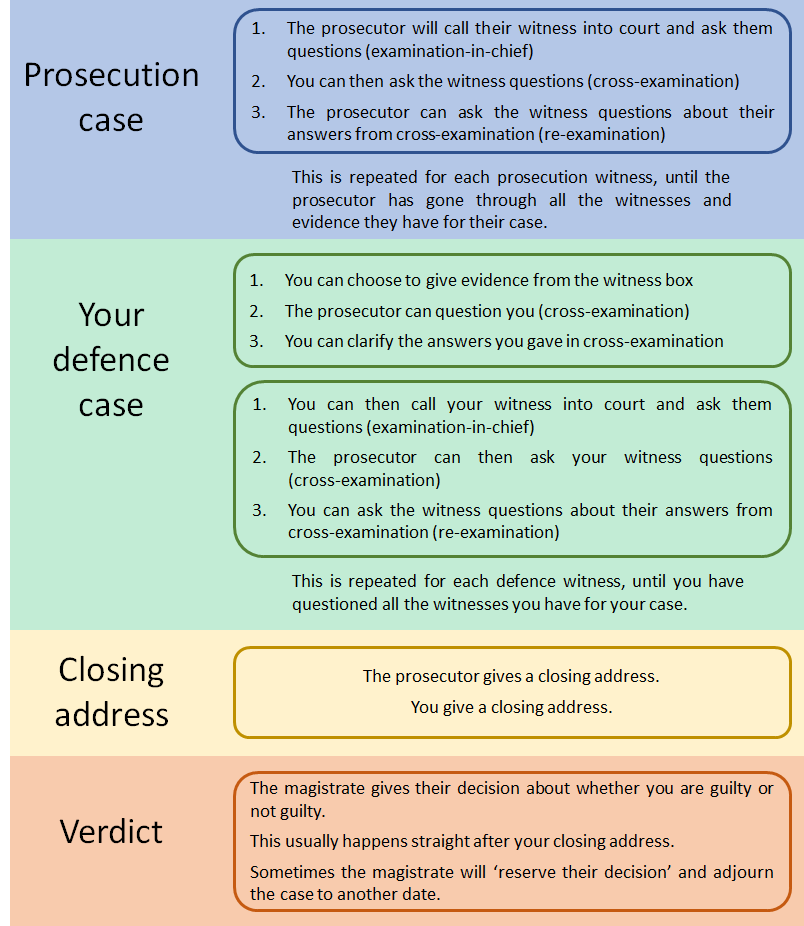 Prosecution
case
1. The prosecutor will call their witness into court and ask them
questions (examination-in-chief)
2. You can then ask the witness questions (cross-examination)
3. The prosecutor can ask the witness questions about their
answers from cross-examination (re-examination)
This is repeated for each prosecution witness, until the
prosecutor has gone through all the witnesses and
evidence they have for their case.
Your
defence
case
1. You can choose to give evidence from the witness box
2. The prosecutor can question you (cross-examination)
3. You can clarify the answers you gave in cross-examination
1. You can then call your witness into court and ask them
questions (examination-in-chief)
2. The prosecutor can then ask your witness questions
(cross-examination)
3. You can ask the witness questions about their answers from
cross-examination (re-examination)
This is repeated for each defence witness, until you have
questioned all the witnesses you have for your case.
Closing
address
The prosecutor gives a closing address.
You give a closing address.
Verdict
The magistrate gives their decision about whether you are guilty or
not guilty.
This usually happens straight after your closing address.
Sometimes the magistrate will ‘reserve their decision’ and adjourn
the case to another date.